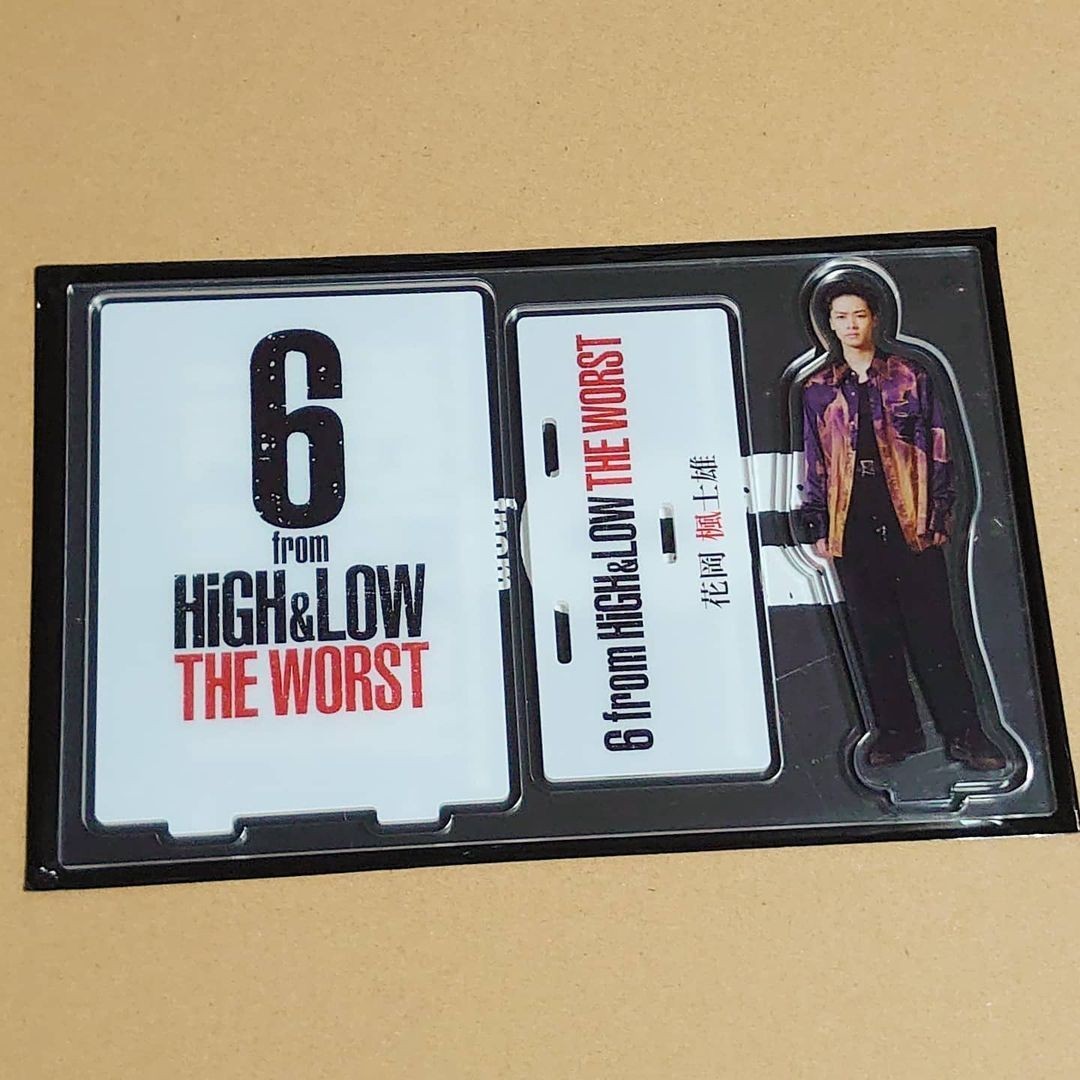 6
from
HiGH&LOW
THE WORST
6 from HiGH&LOW THE WORST
花岡 楓士雄